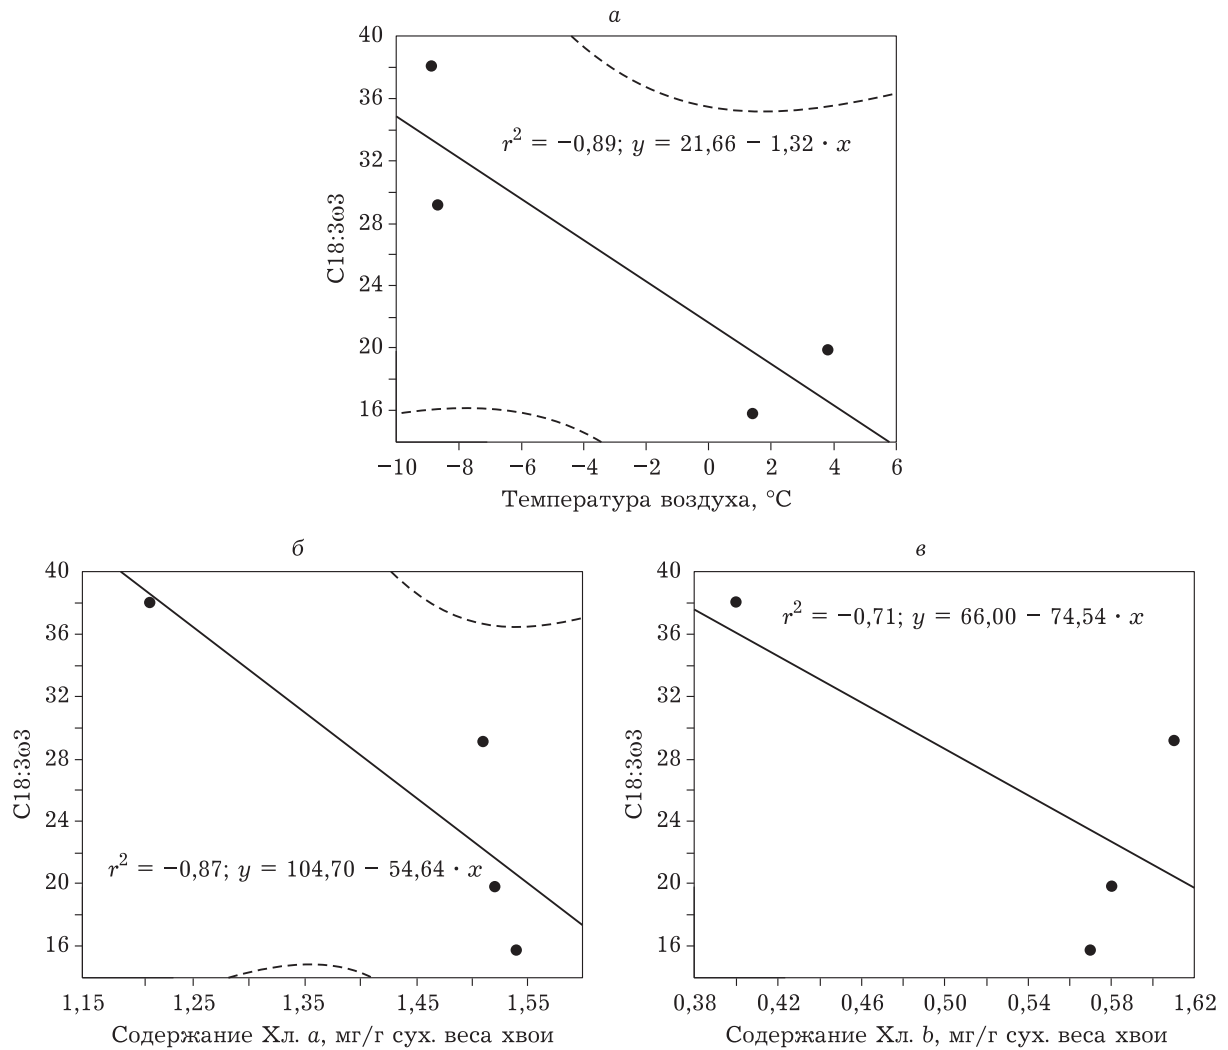 а
40
36
32
28
24
20
16
C18:3ω3
r² = −0,89; y = 21,66 − 1,32 · x
−10 −8 −6 −4 −2 0 2 4 6
Температура воздуха, °С
б
40
36
32
28
24
20
16
C18:3ω3
r² = −0,87; y = 104,70 − 54,64 · x
1,15 1,25 1,35 1,45 1,55
Содержание Хл. a, мг/г сух. веса хвои
в
40
36
32
28
24
20
16
C18:3ω3
r² = −0,71; y = 66,00 − 74,54 · x
0,38 0,42 0,46 0,50 0,54 0,58 1,62
Содержание Хл. b, мг/г сух. веса хвои